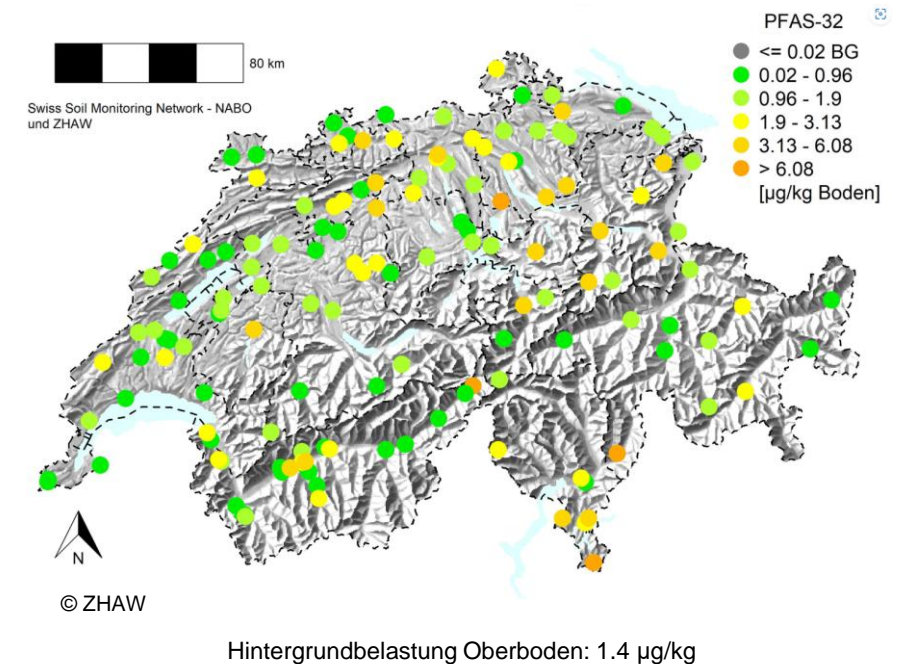 PFAS-32
<= 0.02 BG
0.02 - 0.96
0.96 - 1.9
1.9 - 3.13
3.13 - 6.08
> 6.08
[µg/kg Boden]
80 km
Swiss Soil Monitoring Network - NABO
und ZHAW
N
© ZHAW
Hintergrundbelastung Oberboden: 1.4 µg/kg